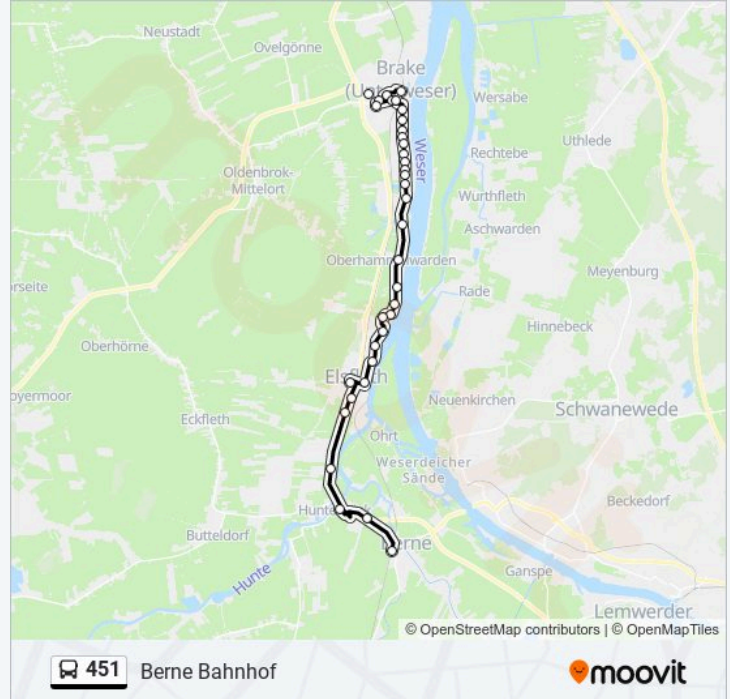 Neustadt
Ovelgönne
Brake
(Unterweser)
Wersabe
Uthlede
Weser
Rechtebe
Oldenbrok-
Mittelort
Wurthfleth
Aschwarden
Oberhammelwarden
orseite
Meyenburg
Rade
Hinnebeck
Oberhörne
Elsfleth
oyermoor
Neuenkirchen
Schwanewede
Eckfleth
Ohrt
Weserdeicher
Sände
Beckedorf
Butteldorf
Berne
Hunte
Ganspe
Lemwerder
© OpenStreetMap contributors | © OpenMapTiles
451 Berne Bahnhof
moovit